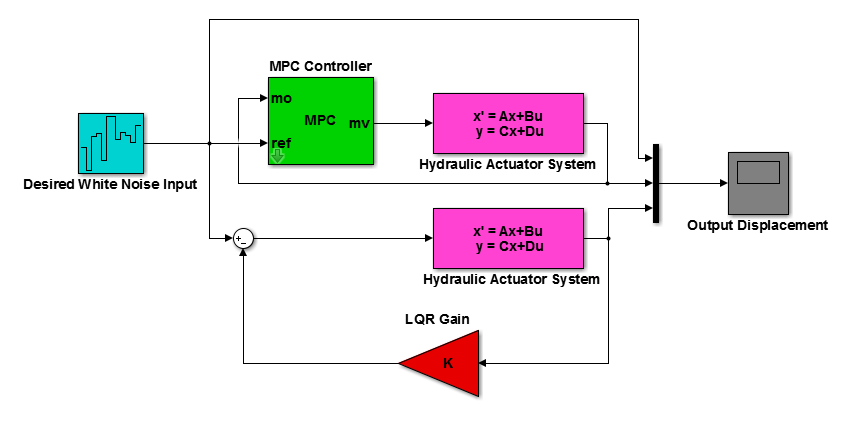 MPC Controller
mo
MPC
mv
ref
x' = Ax+Bu
y = Cx+Du
Hydraulic Actuator System
Desired White Noise Input
Output Displacement
+
_
x' = Ax+Bu
y = Cx+Du
Hydraulic Actuator System
LQR Gain
K